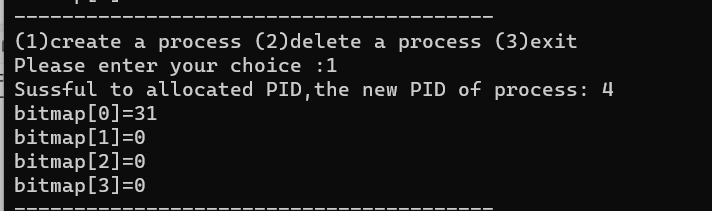 ----------------------------------------
(1)create a process (2)delete a process (3)exit
Please enter your choice :1
Sussful to allocated PID,the new PID of process: 4
bitmap[0]=31
bitmap[1]=0
bitmap[2]=0
bitmap[3]=0
----------------------------------------